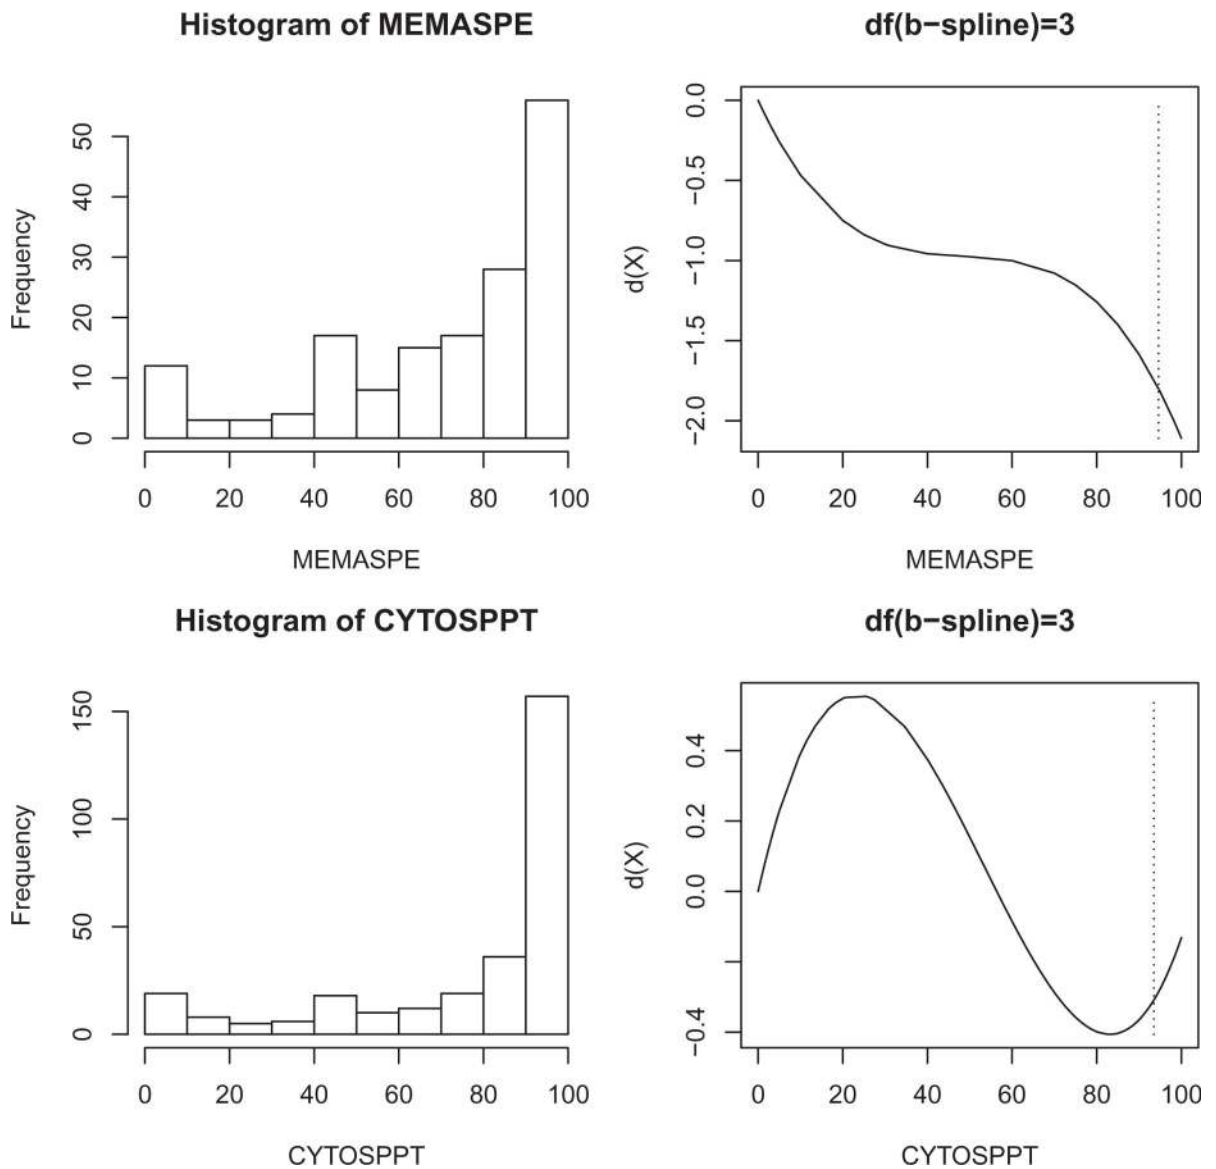 Histogram of MEMASPE
Frequency
0 10 20 30 40 50
0 20 40 60 80 100
MEMASPE
df(b−spline)=3
d(X)
0.0 −0.5 −1.0 −1.5 −2.0
0 20 40 60 80 100
MEMASPE
Histogram of CYTOSPPT
Frequency
0 50 100 150
0 20 40 60 80 100
CYTOSPPT
df(b−spline)=3
d(X)
−0.4 0.0 0.2 0.4
0 20 40 60 80 100
CYTOSPPT